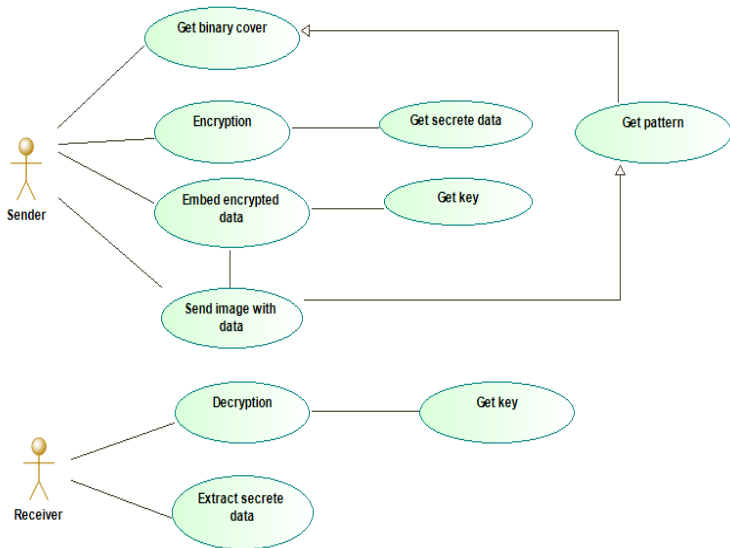 Get binary cover
Encryption
Get secrete data
Get pattern
Sender
Embed encrypted
data
Get key
Send image with
data
Decryption
Get key
Receiver
Extract secrete
data